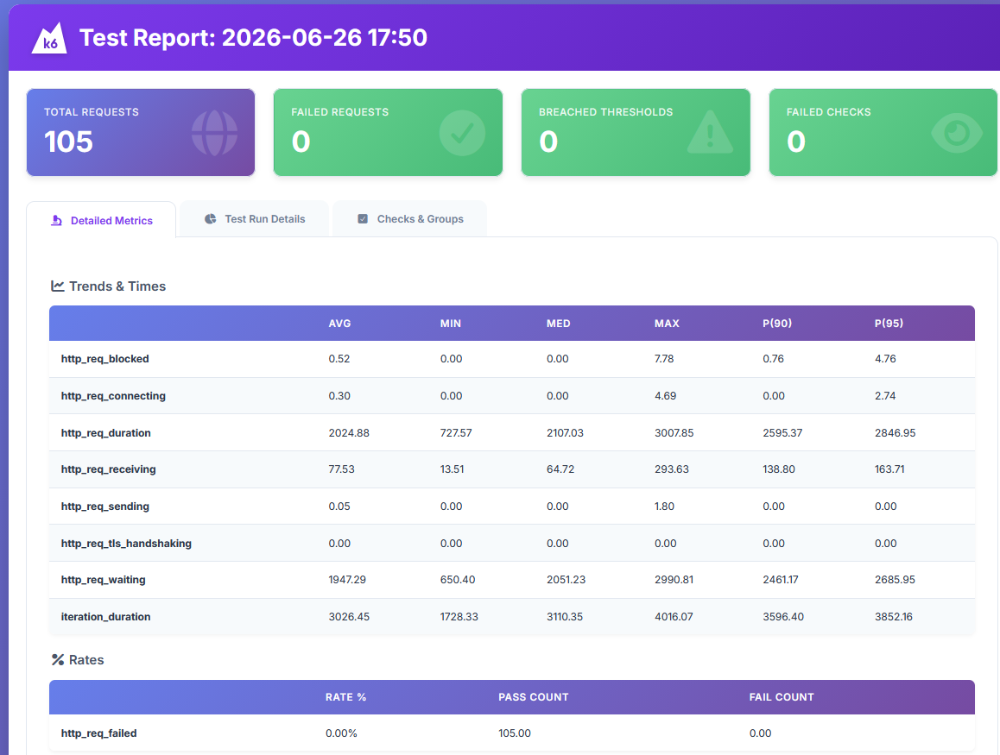 k6 Test Report: 2026-06-26 17:50
TOTAL REQUESTS
105
FAILED REQUESTS
0
BREACHED THRESHOLDS
0
FAILED CHECKS
0
Detailed Metrics Test Run Details Checks & Groups
Trends & Times
AVG MIN MED MAX P(90) P(95)
http_req_blocked 0.52 0.00 0.00 7.78 0.76 4.76
http_req_connecting 0.30 0.00 0.00 4.69 0.00 2.74
http_req_duration 2024.88 727.57 2107.03 3007.85 2595.37 2846.95
http_req_receiving 77.53 13.51 64.72 293.63 138.80 163.71
http_req_sending 0.05 0.00 0.00 1.80 0.00 0.00
http_req_tls_handshaking 0.00 0.00 0.00 0.00 0.00 0.00
http_req_waiting 1947.29 650.40 2051.23 2990.81 2461.17 2685.95
iteration_duration 3026.45 1728.33 3110.35 4016.07 3596.40 3852.16
Rates
RATE % PASS COUNT FAIL COUNT
http_req_failed 0.00% 105.00 0.00